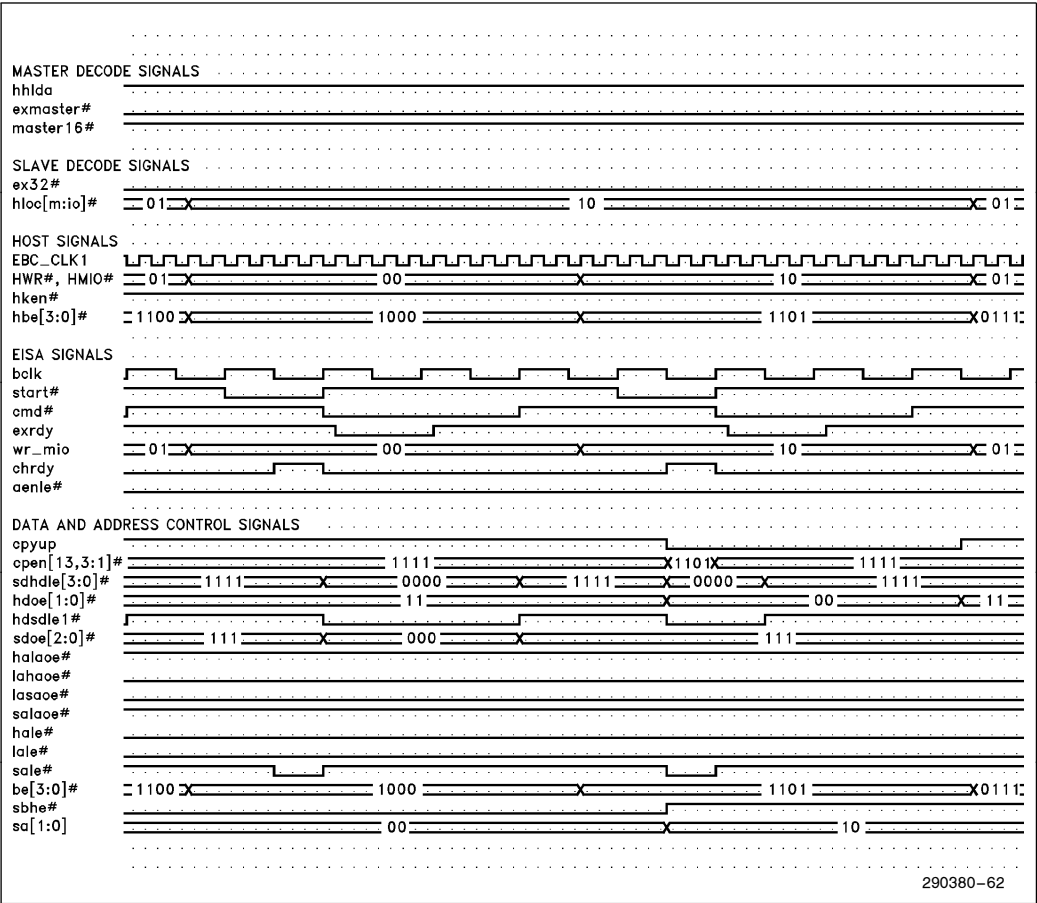 MASTER DECODE SIGNALS
hhlda
exmaster#
master16#
SLAVE DECODE SIGNALS
ex32#
hloc[m:io]# 01 10 01
HOST SIGNALS
EBC_CLK1
HWR#, HMIO# 01 00 10 01
hken#
hbe[3:0]# 1100 1000 1101 0111
EISA SIGNALS
bclk
start#
cmd#
exrdy
wr_mio 01 00 10 01
chrdy
aenle#
DATA AND ADDRESS CONTROL SIGNALS
cpyup
cpen[13,3:1]# 1111 1101 1111
sdhdle[3:0]# 1111 0000 1111 0000 1111
hdoe[1:0]# 11 00 11
hdsdle1#
sdoe[2:0]# 111 000 111
halaoe#
lahaoe#
lasaoe#
salaoe#
hale#
lale#
sale#
be[3:0]# 1100 1000 1101 0111
sbhe#
sa[1:0] 00 10
290380-62